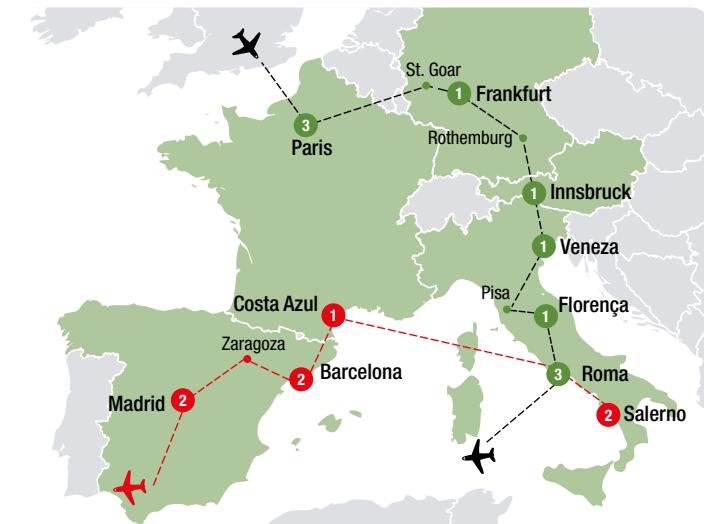 St. Goar
1 Frankfurt
3
Paris
Rothemburg
1 Innsbruck
1 Veneza
Pisa
Costa Azul 1
1 Florença
Zaragoza
2 Barcelona
3 Roma
Madrid 2
2 Salerno